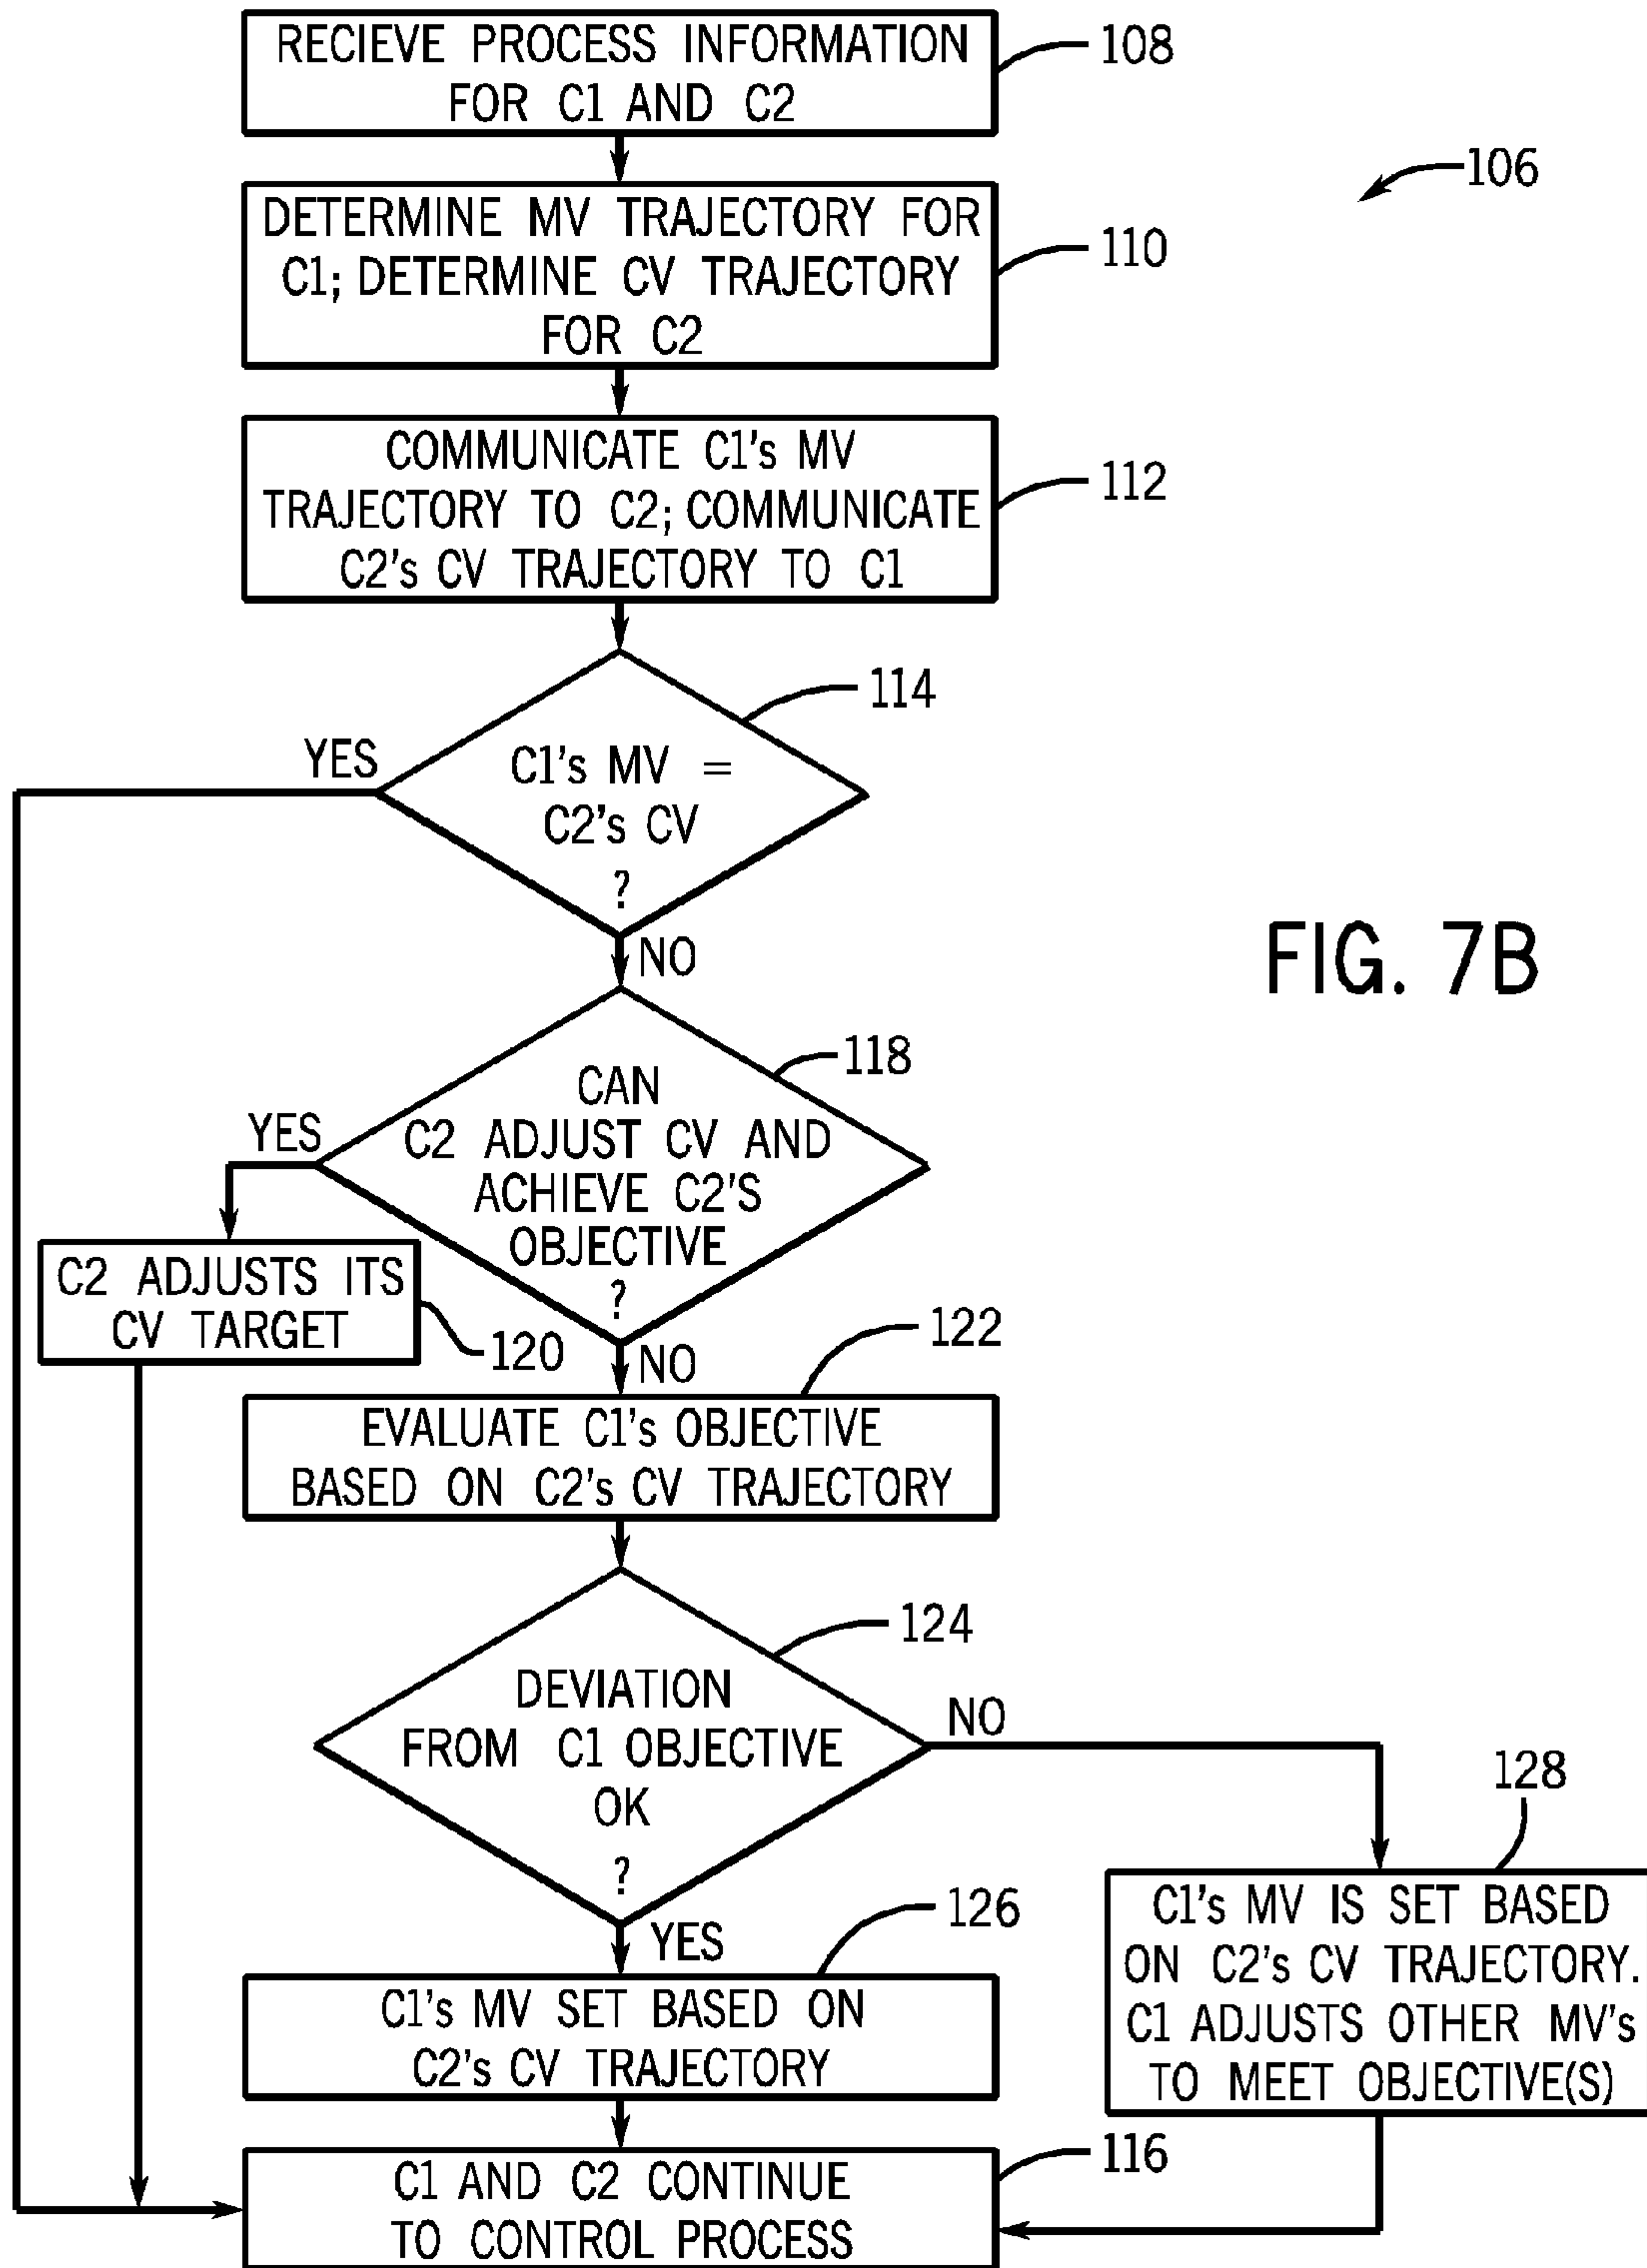 RECIEVE PROCESS INFORMATION
FOR C1 AND C2
108
106
DETERMINE MV TRAJECTORY FOR
C1; DETERMINE CV TRAJECTORY
FOR C2
110
COMMUNICATE C1's MV
TRAJECTORY TO C2; COMMUNICATE
C2's CV TRAJECTORY TO C1
112
114
YES
C1's MV =
C2's CV
?
NO
FIG. 7B
118
CAN
C2 ADJUST CV AND
ACHIEVE C2'S
OBJECTIVE
?
YES
C2 ADJUSTS ITS
CV TARGET
120
NO
122
EVALUATE C1's OBJECTIVE
BASED ON C2's CV TRAJECTORY
124
DEVIATION
FROM C1 OBJECTIVE
OK
?
NO
128
C1's MV IS SET BASED
ON C2's CV TRAJECTORY.
C1 ADJUSTS OTHER MV's
TO MEET OBJECTIVE(S)
YES
126
C1's MV SET BASED ON
C2's CV TRAJECTORY
116
C1 AND C2 CONTINUE
TO CONTROL PROCESS